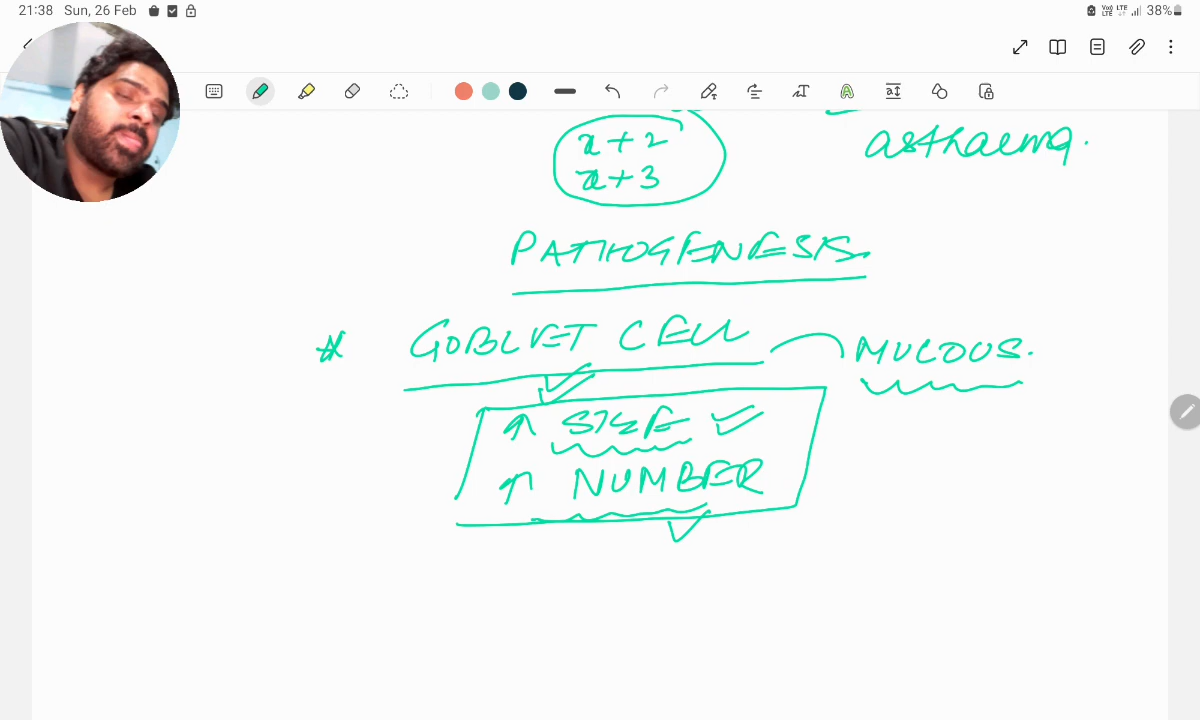 21:38 Sun, 26 Feb
38%
x+2
x+3
asthaema.
PATHOGENESIS
* GOBLET CELL
MUCOUS.
↑ SIZE ✓
↑ NUMBER